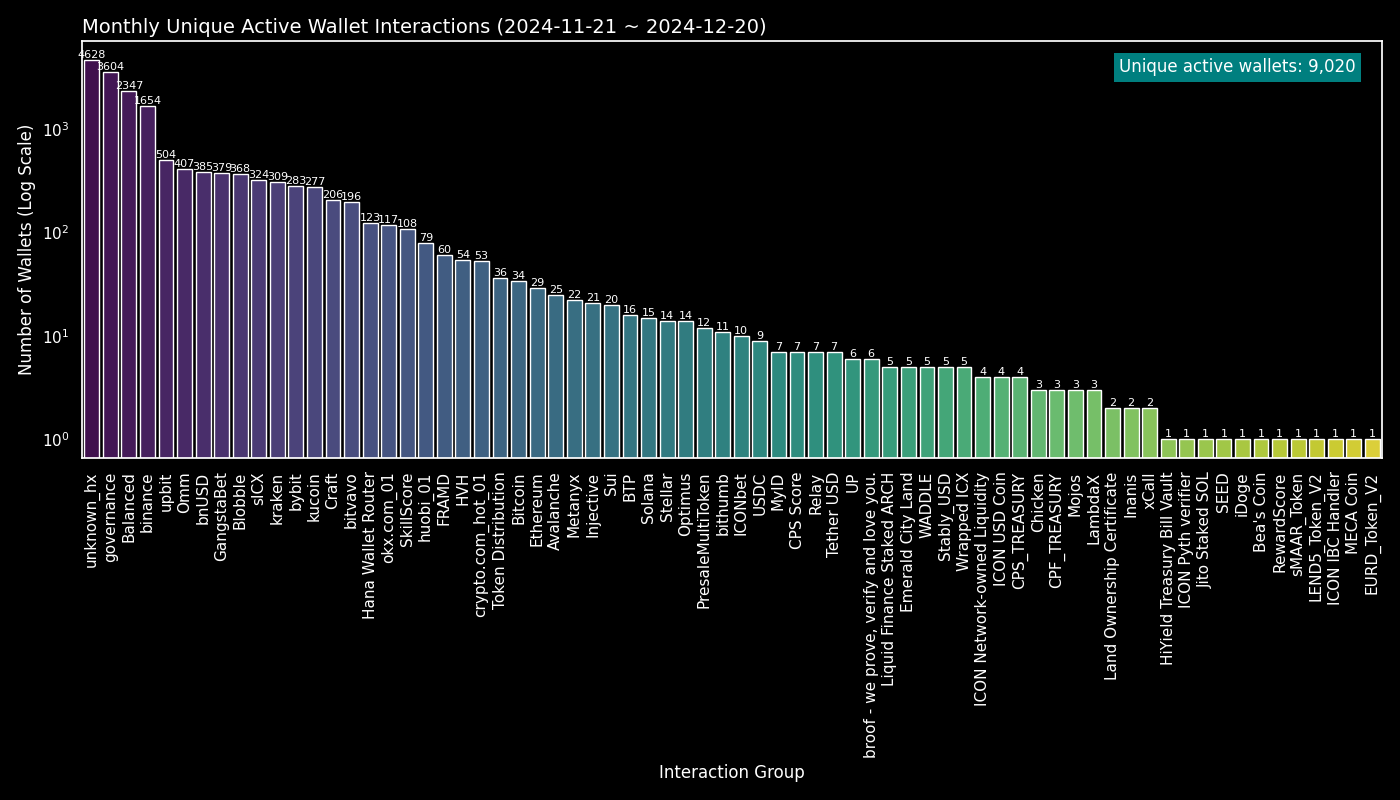 Monthly Unique Active Wallet Interactions (2024-11-21 ~ 2024-12-20)
Unique active wallets: 9,020
Number of Wallets (Log Scale)
10³
10²
10¹
10⁰
4628
3604
2347
1654
504
407
385
379
368
324
309
283
277
206
196
123
117
108
79
60
54
53
36
34
29
25
22
21
20
16
15
14
14
12
11
10
9
7
7
7
7
6
6
5
5
5
5
5
4
4
4
3
3
3
3
2
2
2
1
1
1
1
1
1
1
1
1
1
1
1
unknown_hx
governance
Balanced
binance
upbit
Omm
bnUSD
GangstaBet
Blobble
sICX
kraken
bybit
kucoin
Craft
bitvavo
Hana Wallet Router
okx.com_01
SkillScore
huobi_01
FRAMD
HVH
crypto.com_hot_01
Token Distribution
Bitcoin
Ethereum
Avalanche
Metanyx
Injective
Sui
BTP
Solana
Stellar
Optimus
PresaleMultiToken
bithumb
ICONbet
USDC
MyID
CPS Score
Relay
Tether USD
UP
broof - we prove, verify and love you.
Liquid Finance Staked ARCH
Emerald City Land
WADDLE
Stably_USD
Wrapped ICX
ICON Network-owned Liquidity
ICON USD Coin
CPS_TREASURY
Chicken
CPF_TREASURY
Mojos
LambdaX
Land Ownership Certificate
Inanis
xCall
HiYield Treasury Bill Vault
ICON Pyth verifier
Jito Staked SOL
SEED
iDoge
Bea's Coin
RewardScore
sMAAR_Token
LEND5_Token_V2
ICON IBC Handler
MECA Coin
EURD_Token_V2
Interaction Group